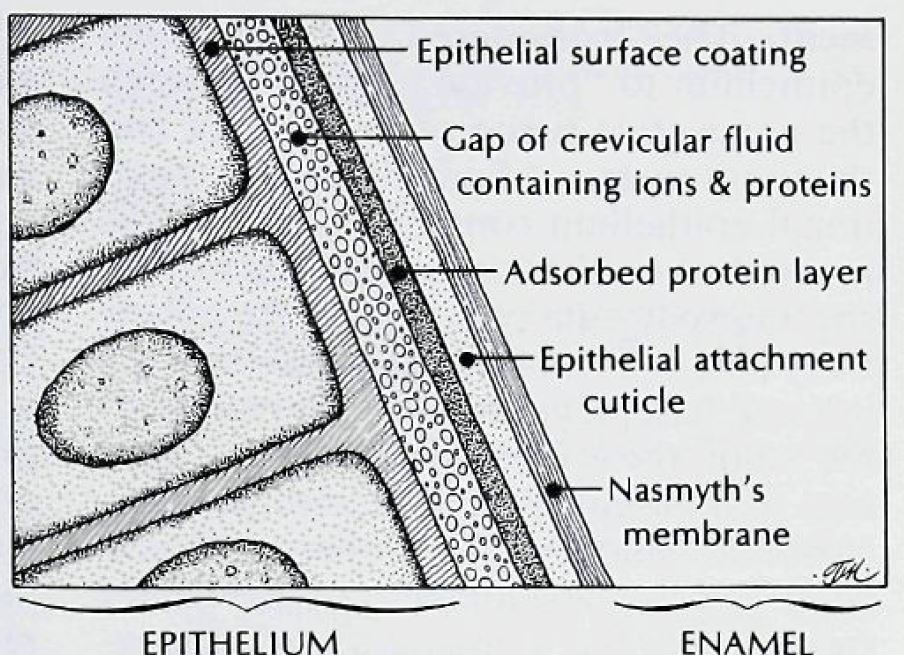 Epithelial surface coating
Gap of crevicular fluid
containing ions & proteins
Adsorbed protein layer
Epithelial attachment
cuticle
Nasmyth's
membrane
EPITHELIUM
ENAMEL